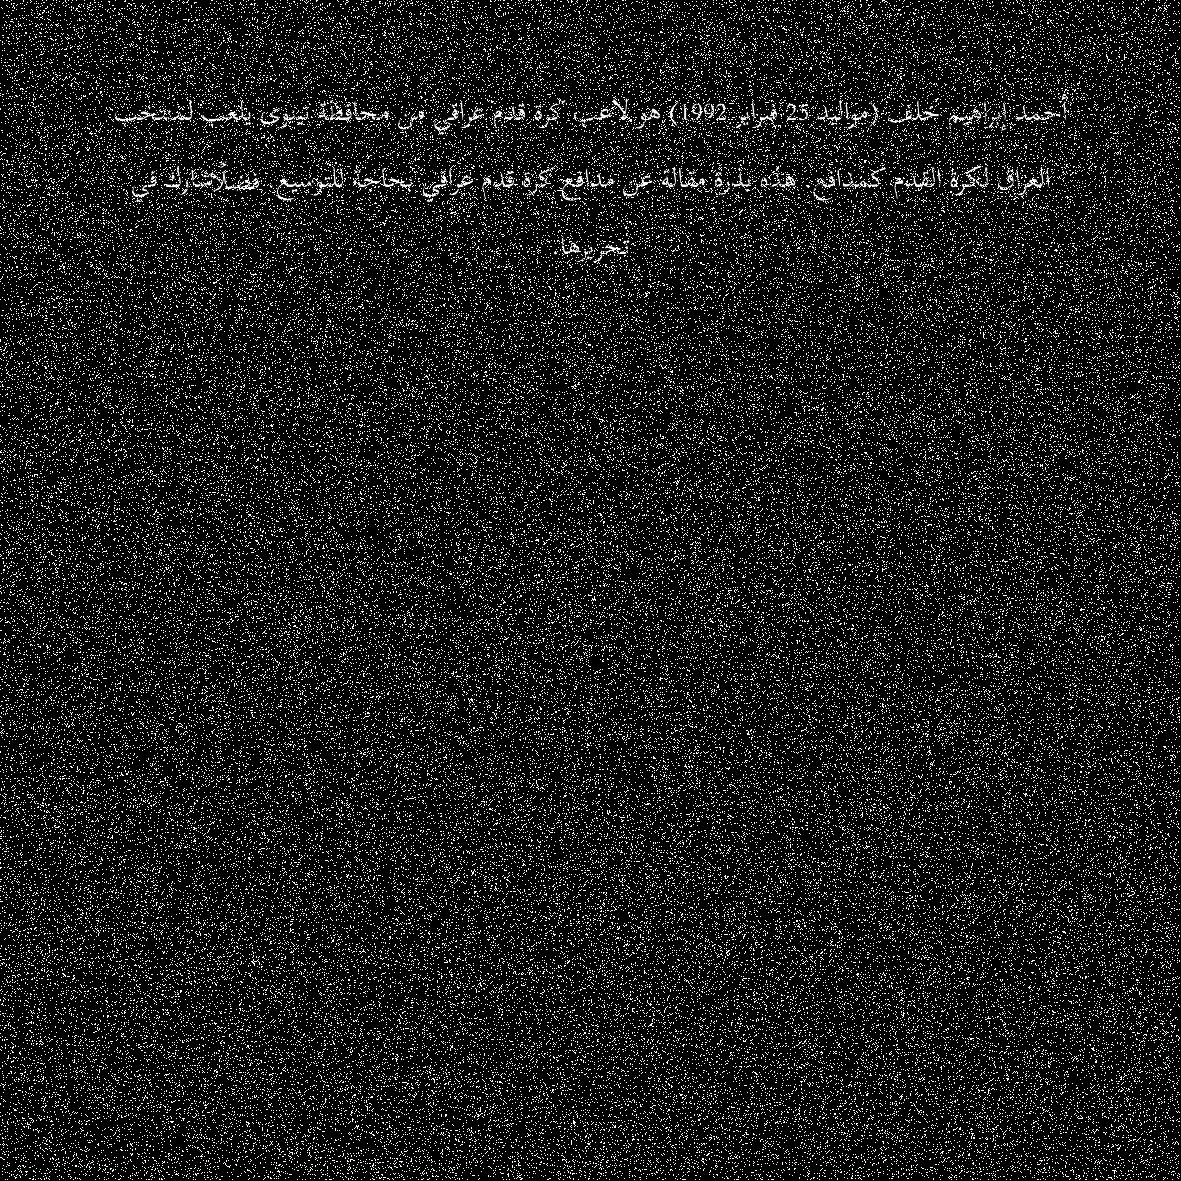 أحمد إبراهيم خلف (مواليد 25 فبراير 1992) هو لاعب كرة قدم عراقي من محافظة نينوى يلعب لمنتخب
العراق لكرة القدم كمدافع. هذه بذرة مقالة عن مدافع كرة قدم عراقي بحاجة للتوسيع. فضلًاشارك في
تحريرها.